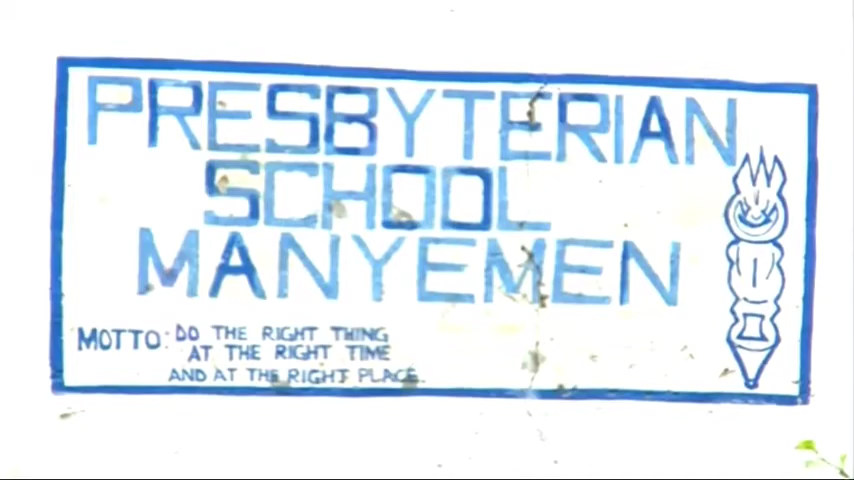 PRESBYTERIAN
SCHOOL
MANYEMEN
MOTTO: DO THE RIGHT THING
AT THE RIGHT TIME
AND AT THE RIGHT PLACE.